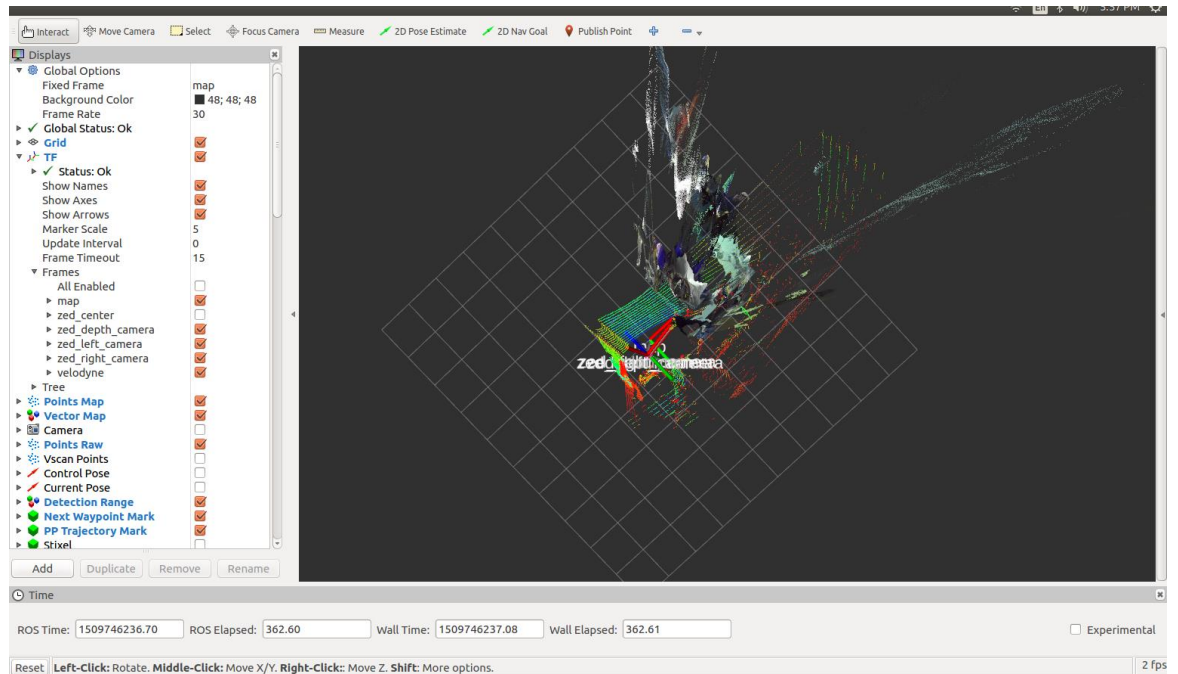 En 3:37 PM
Interact Move Camera Select Focus Camera Measure 2D Pose Estimate 2D Nav Goal Publish Point
Displays
Global Options
Fixed Frame map
Background Color 48; 48; 48
Frame Rate 30
Global Status: Ok
Grid
TF
Status: Ok
Show Names
Show Axes
Show Arrows
Marker Scale 5
Update Interval 0
Frame Timeout 15
Frames
All Enabled
map
zed_center
zed_depth_camera
zed_left_camera
zed_right_camera
velodyne
Tree
Points Map
Vector Map
Camera
Points Raw
Vscan Points
Control Pose
Current Pose
Detection Range
Next Waypoint Mark
PP Trajectory Mark
Stixel
Add Duplicate Remove Rename
Time
ROS Time: 1509746236.70 ROS Elapsed: 362.60 Wall Time: 1509746237.08 Wall Elapsed: 362.61 Experimental
Reset Left-Click: Rotate. Middle-Click: Move X/Y. Right-Click:: Move Z. Shift: More options. 2 fps